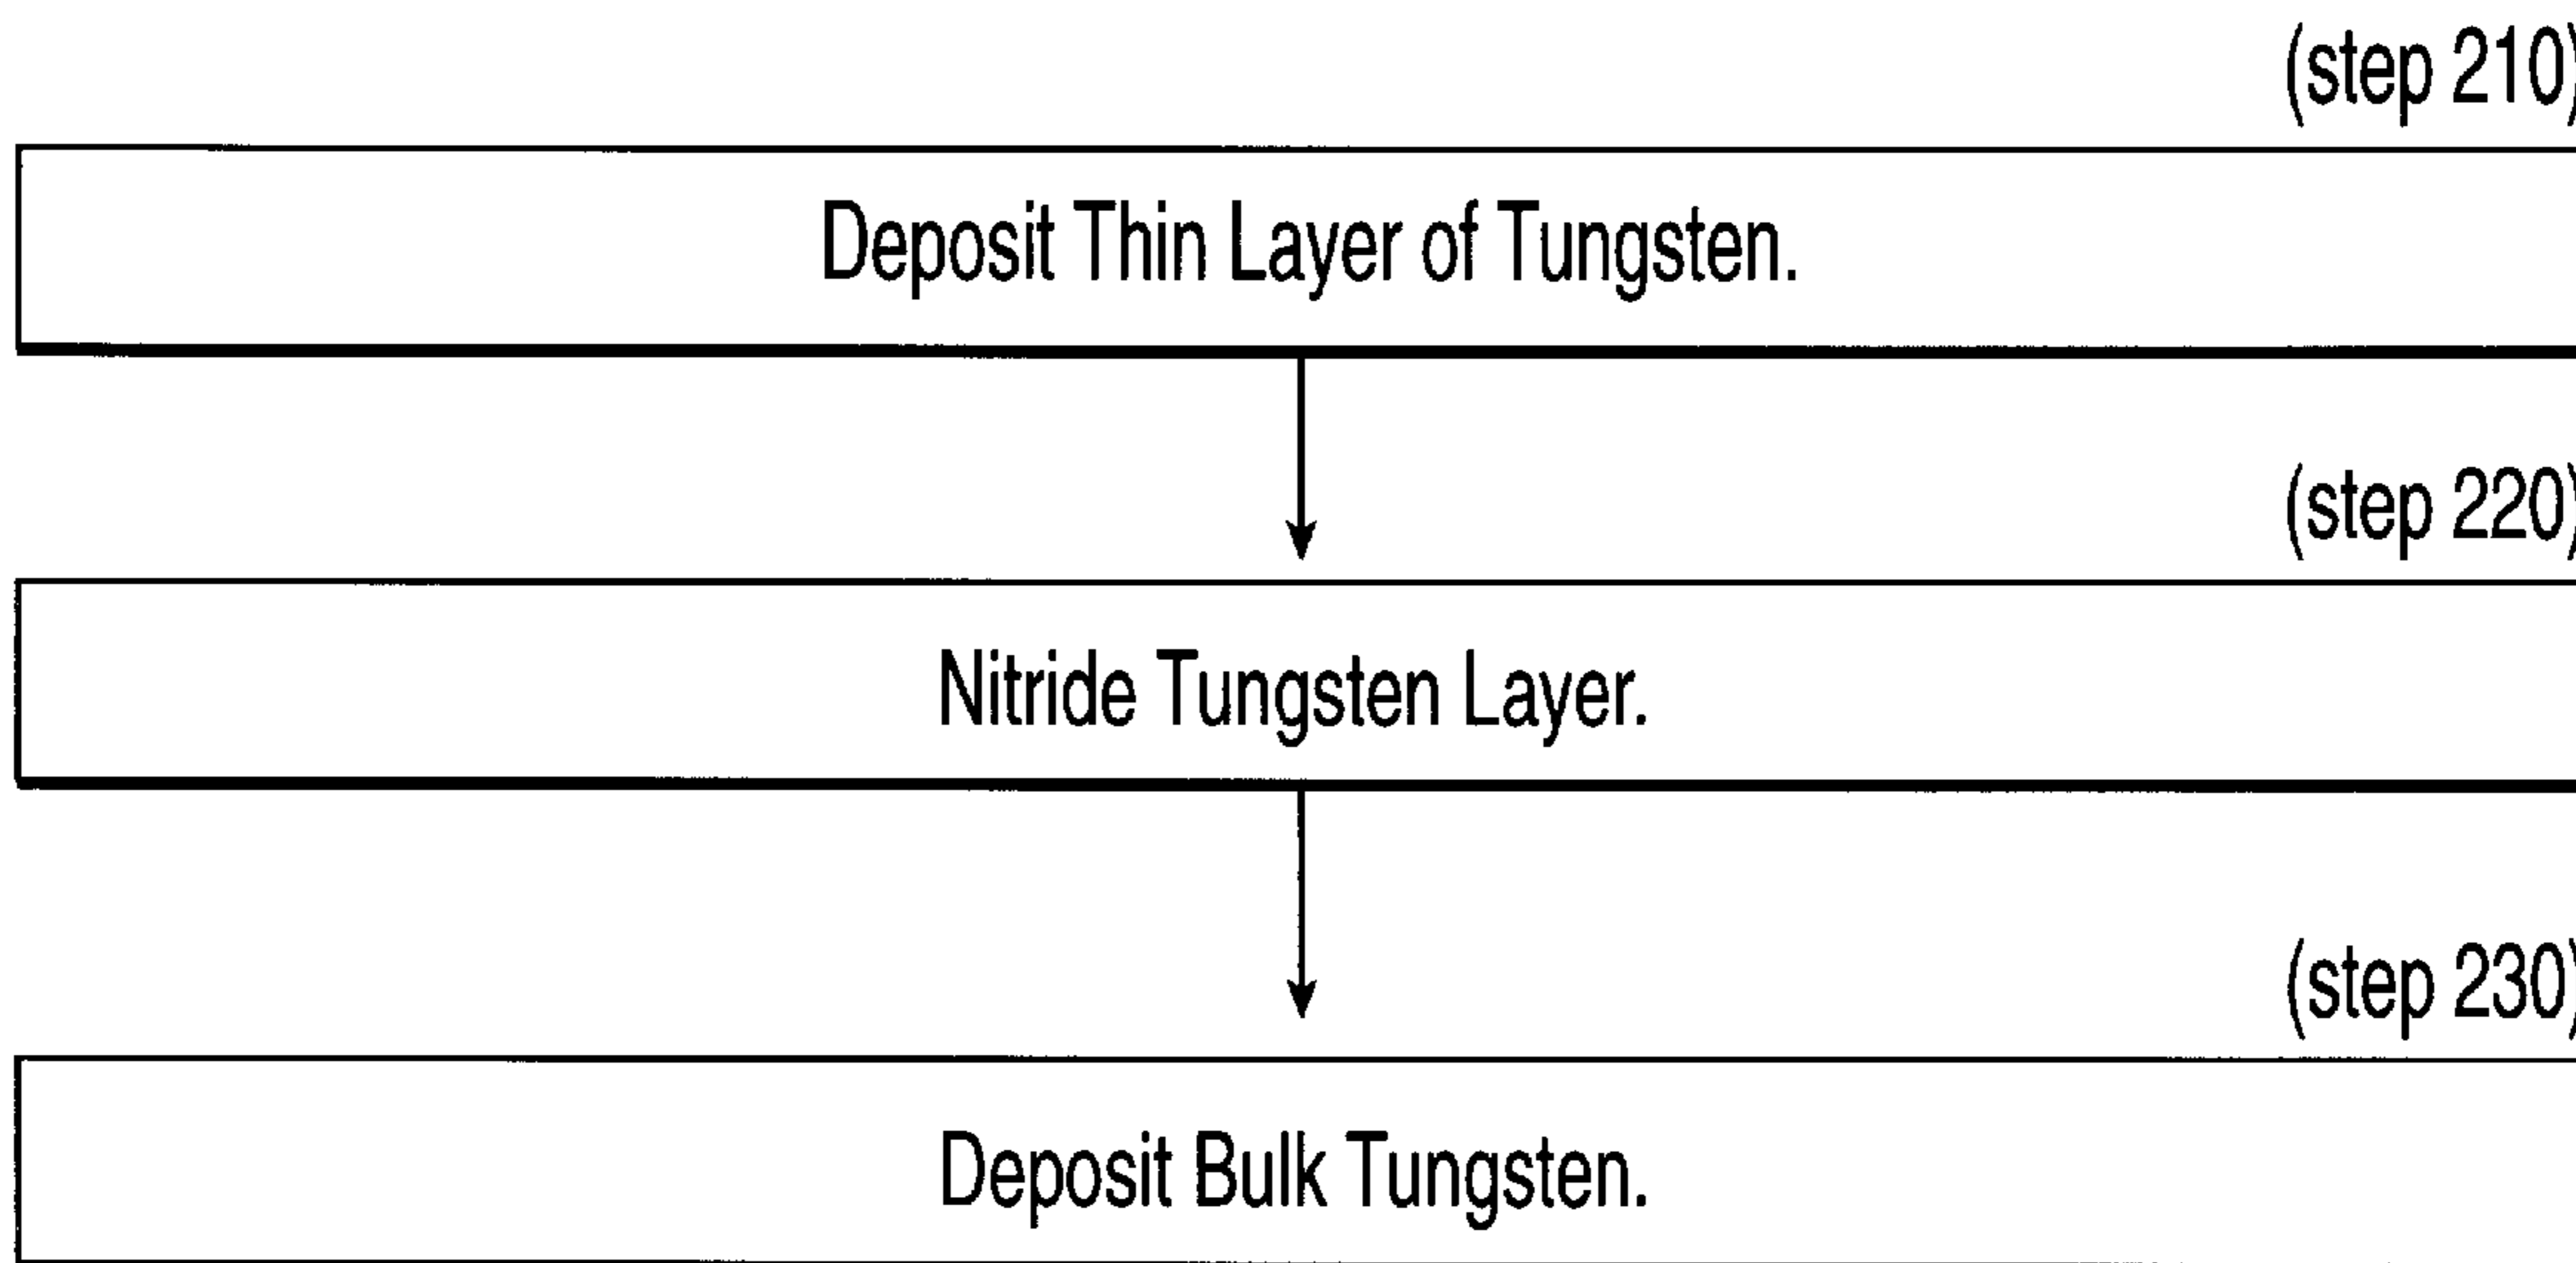 (step 210)
Deposit Thin Layer of Tungsten.
(step 220)
Nitride Tungsten Layer.
(step 230)
Deposit Bulk Tungsten.